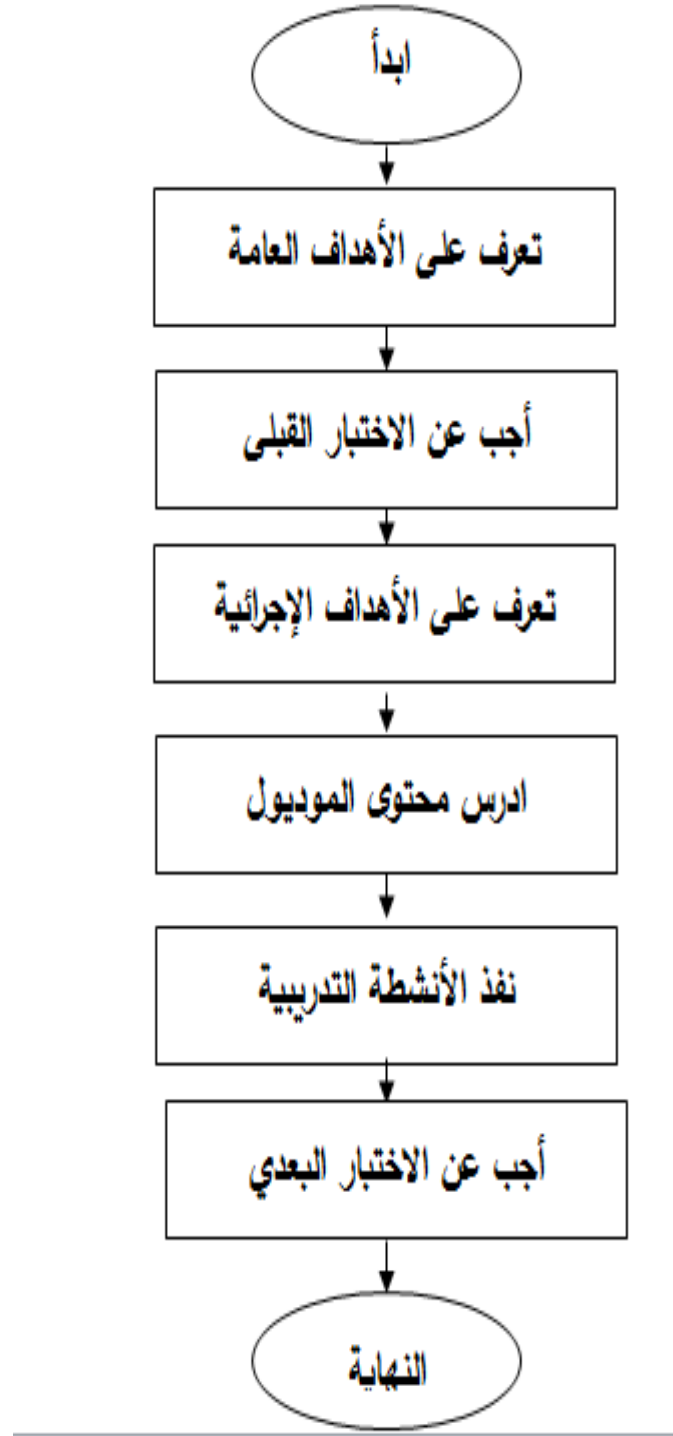 ابدأ
تعرف على الأهداف العامة
أجب عن الاختبار القبلى
تعرف على الأهداف الإجرائية
ادرس محتوى الموديول
نفذ الأنشطة التدريبية
أجب عن الاختبار البعدي
النهاية